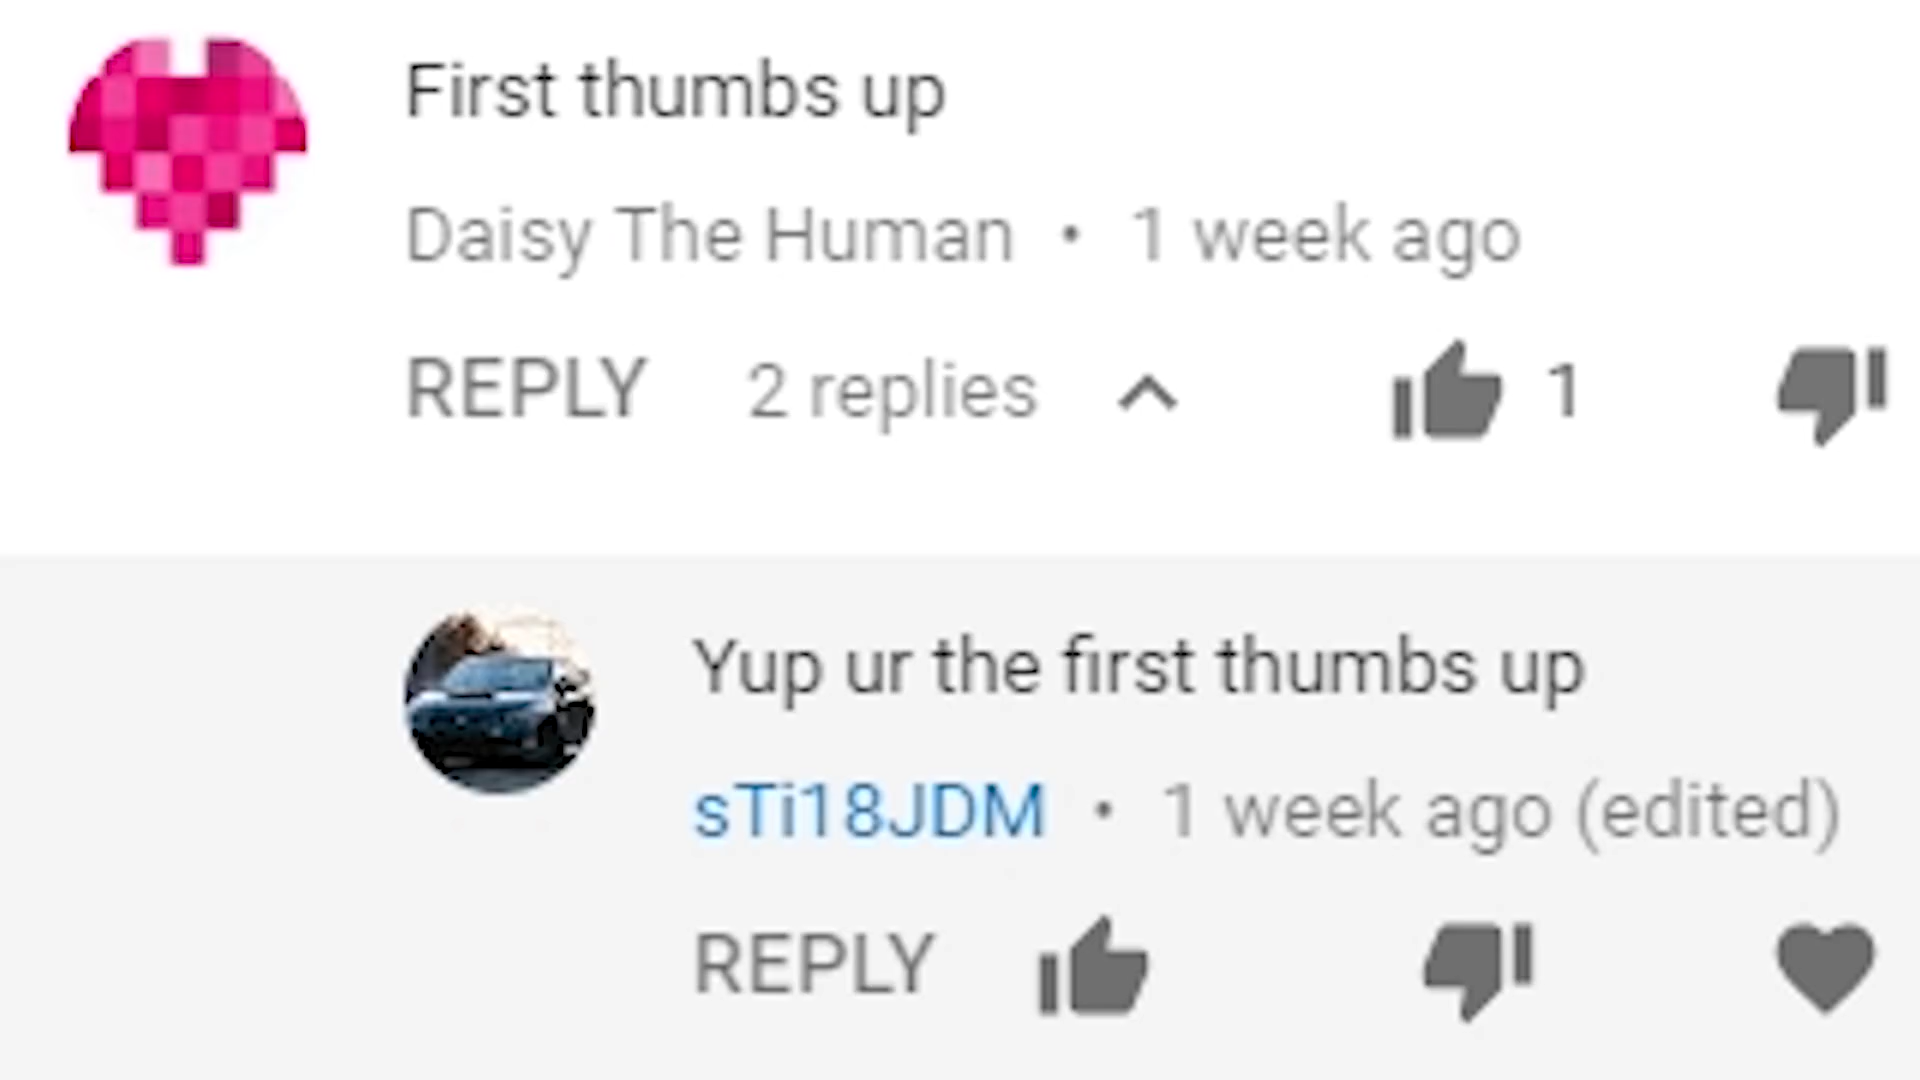 First thumbs up
Daisy The Human • 1 week ago
REPLY 2 replies 1
Yup ur the first thumbs up
sTi18JDM • 1 week ago (edited)
REPLY